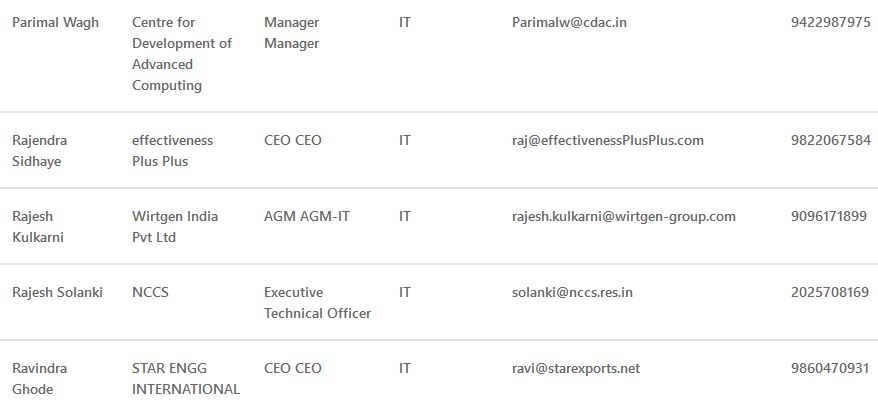 Parimal Wagh Centre for Manager IT Parimalw@cdac.in 9422987975
Development of Manager
Advanced
Computing
Rajendra effectiveness CEO CEO IT raj@effectivenessPlusPlus.com 9822067584
Sidhaye Plus Plus
Rajesh Wirtgen India AGM AGM-IT IT rajesh.kulkarni@wirtgen-group.com 9096171899
Kulkarni Pvt Ltd
Rajesh Solanki NCCS Executive IT solanki@nccs.res.in 2025708169
Technical Officer
Ravindra STAR ENGG CEO CEO IT ravi@starexports.net 9860470931
Ghode INTERNATIONAL